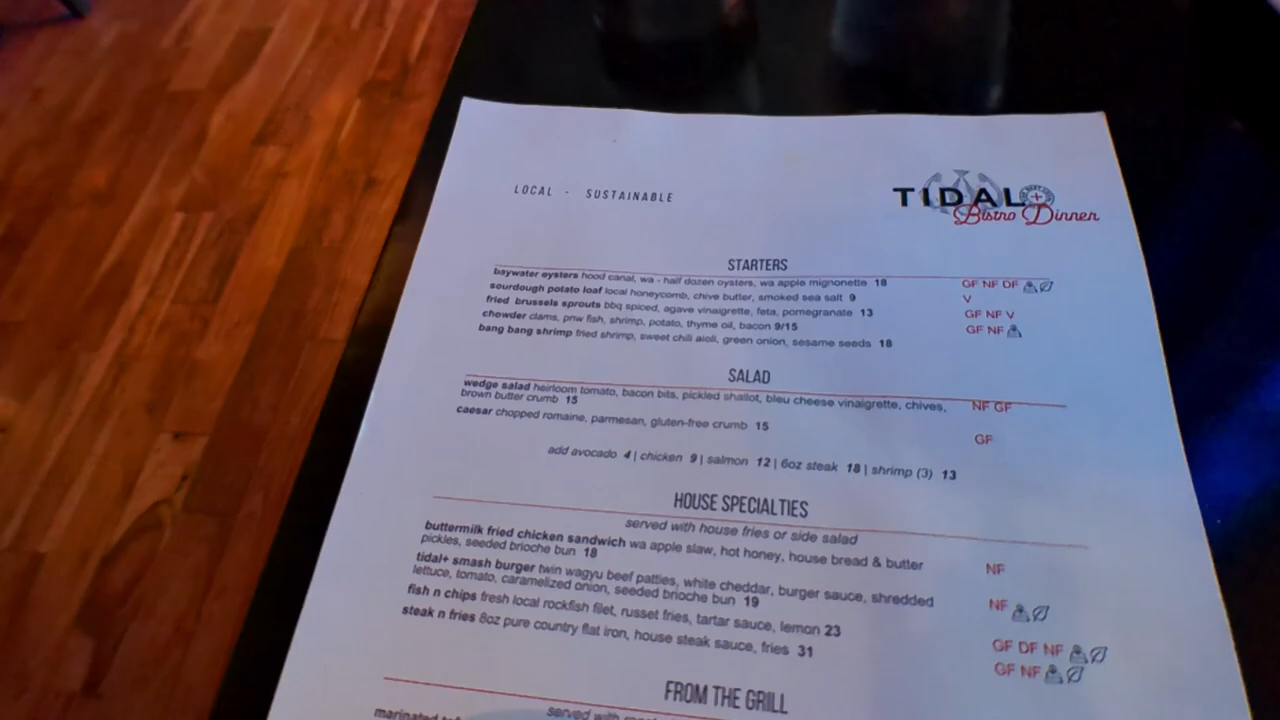 LOCAL - SUSTAINABLE
TIDAL+
Bistro Dinner
STARTERS
baywater oysters hood canal, wa - half dozen oysters, wa apple mignonette 18 GF NF DF
sourdough potato loaf local honeycomb, chive butter, smoked sea salt 9 V
fried brussels sprouts bbq spiced, agave vinaigrette, feta, pomegranate 13 GF NF V
chowder clams, pnw fish, shrimp, potato, thyme oil, bacon 9/15 GF NF
bang bang shrimp fried shrimp, sweet chili aioli, green onion, sesame seeds 18
SALAD
wedge salad heirloom tomato, bacon bits, pickled shallot, bleu cheese vinaigrette, chives, NF GF
brown butter crumb 15
caesar chopped romaine, parmesan, gluten-free crumb 15 GF
add avocado 4 | chicken 9 | salmon 12 | 6oz steak 18 | shrimp (3) 13
HOUSE SPECIALTIES
served with house fries or side salad
buttermilk fried chicken sandwich wa apple slaw, hot honey, house bread & butter NF
pickles, seeded brioche bun 18
tidal+ smash burger twin wagyu beef patties, white cheddar, burger sauce, shredded NF
lettuce, tomato, caramelized onion, seeded brioche bun 19
fish n chips fresh local rockfish filet, russet fries, tartar sauce, lemon 23 GF DF NF
steak n fries 8oz pure country flat iron, house steak sauce, fries 31 GF NF
FROM THE GRILL
served with
marinated